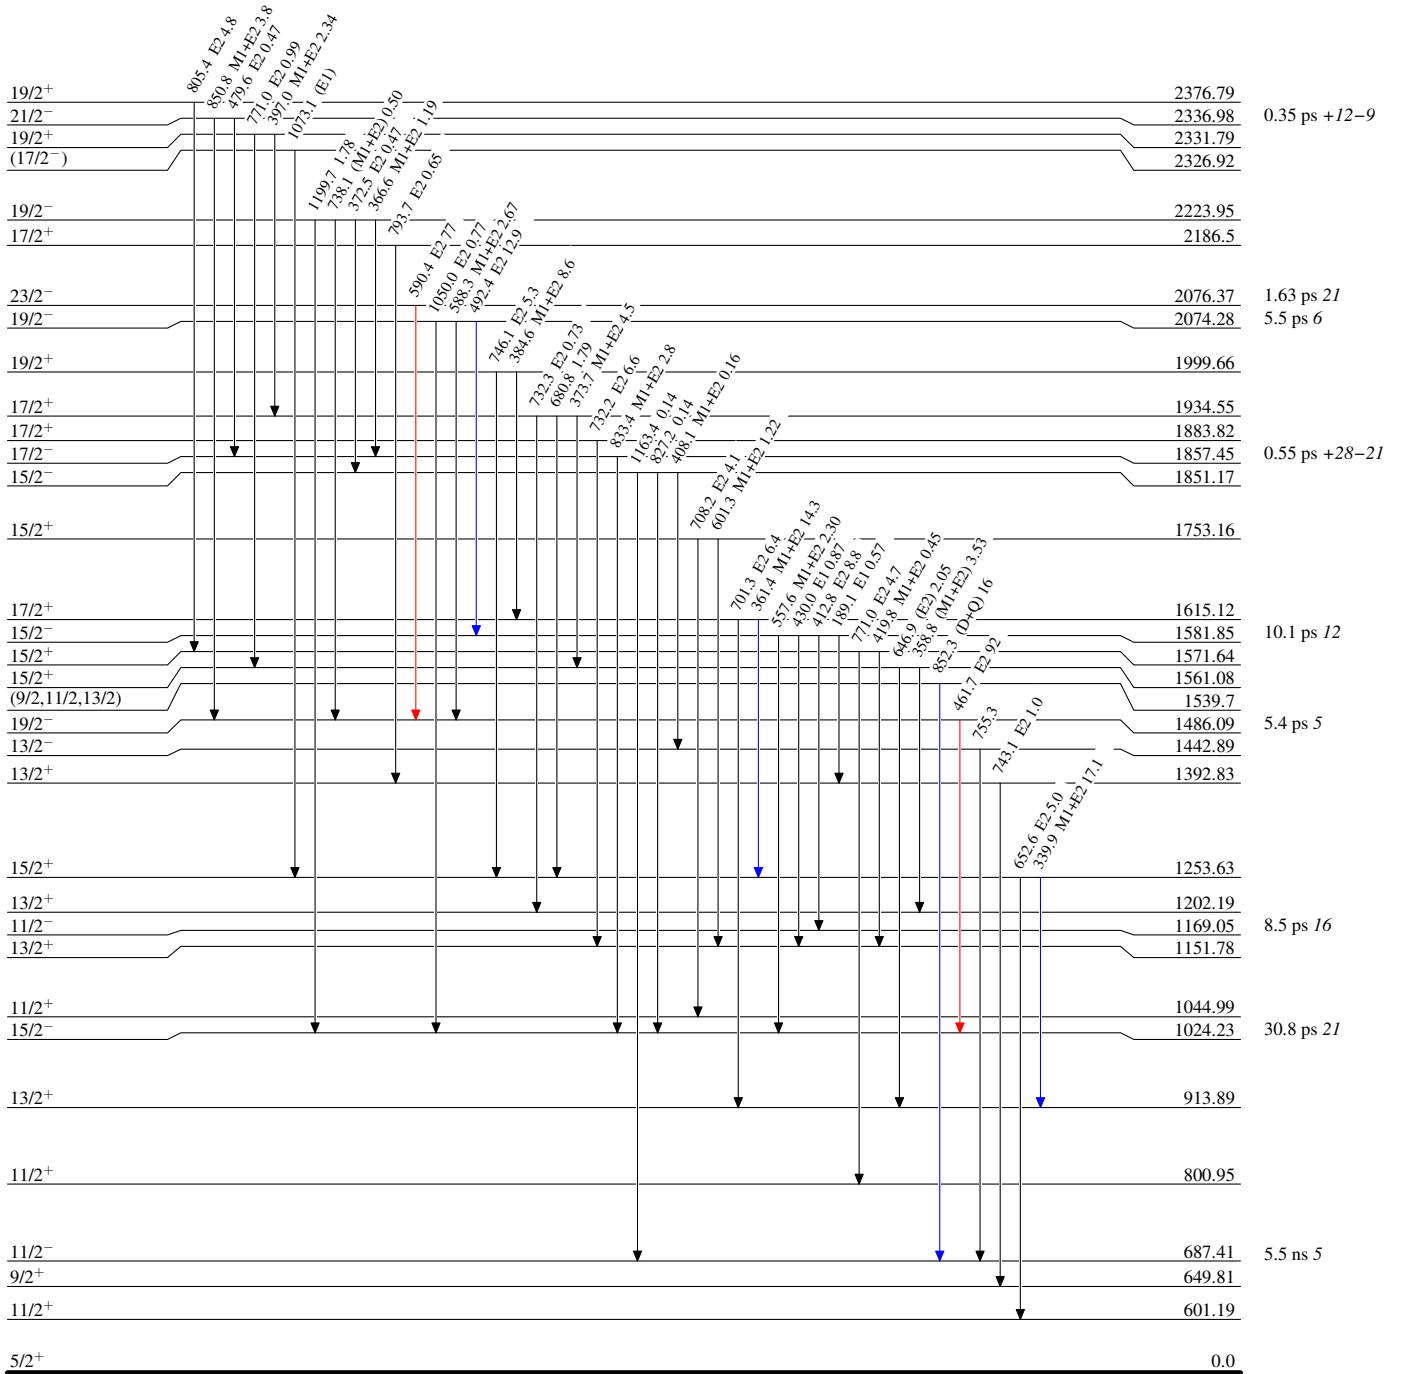 805.4 E2 4.8
850.8 M1+E2 3.8
479.6 E2 0.47
771.0 E2 0.99
397.0 M1+E2 2.34
1073.1 (E1)
1199.7 1.78
738.1 (M1+E2) 0.50
372.5 E2 0.47
366.6 M1+E2 1.19
793.7 E2 0.65
590.4 E2 77
1050.0 E2 0.77
588.3 M1+E2 2.67
492.4 E2 12.9
746.1 E2 5.3
384.6 M1+E2 8.6
732.3 E2 0.73
680.8 1.79
373.7 M1+E2 4.5
732.2 E2 6.6
833.4 M1+E2 2.8
1163.4 0.14
827.2 0.14
408.1 M1+E2 0.16
708.2 E2 4.1
601.3 M1+E2 1.22
701.3 E2 6.4
361.4 M1+E2 14.3
557.6 M1+E2 2.30
430.0 E1 0.87
412.8 E2 8.8
189.1 E1 0.57
771.0 E2 4.7
419.8 M1+E2 0.45
646.9 (E2) 2.05
358.8 (M1+E2) 3.53
852.3 (D+Q) 16
461.7 E2 92
755.3
743.1 E2 1.0
652.6 E2 5.0
339.9 M1+E2 17.1
19/2+ 2376.79
21/2− 2336.98 0.35 ps +12−9
19/2+ 2331.79
(17/2−) 2326.92
19/2− 2223.95
17/2+ 2186.5
23/2− 2076.37 1.63 ps 21
19/2− 2074.28 5.5 ps 6
19/2+ 1999.66
17/2+ 1934.55
17/2+ 1883.82
17/2− 1857.45 0.55 ps +28−21
15/2− 1851.17
15/2+ 1753.16
17/2+ 1615.12
15/2− 1581.85 10.1 ps 12
15/2+ 1571.64
15/2+ 1561.08
(9/2,11/2,13/2) 1539.7
19/2− 1486.09 5.4 ps 5
13/2− 1442.89
13/2+ 1392.83
15/2+ 1253.63
13/2+ 1202.19
11/2− 1169.05 8.5 ps 16
13/2+ 1151.78
11/2+ 1044.99
15/2− 1024.23 30.8 ps 21
13/2+ 913.89
11/2+ 800.95
11/2− 687.41 5.5 ns 5
9/2+ 649.81
11/2+ 601.19
5/2+ 0.0